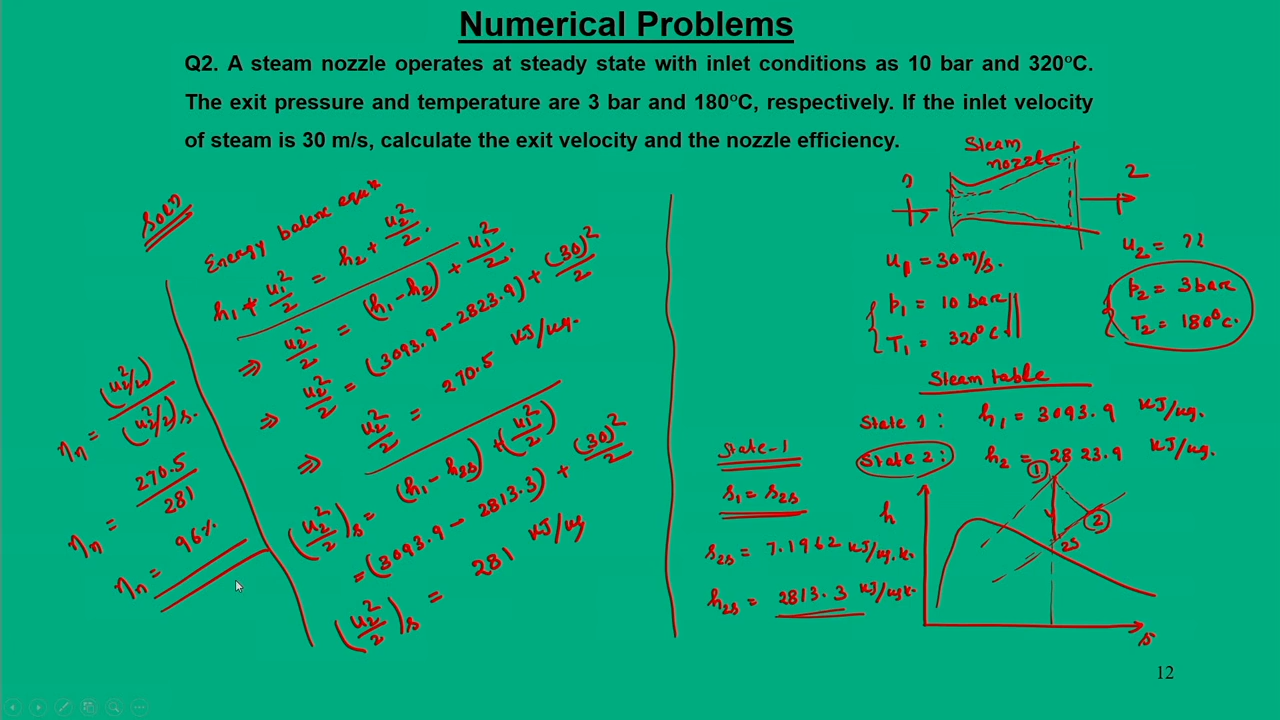 Numerical Problems
Q2. A steam nozzle operates at steady state with inlet conditions as 10 bar and 320ºC.
The exit pressure and temperature are 3 bar and 180ºC, respectively. If the inlet velocity
of steam is 30 m/s, calculate the exit velocity and the nozzle efficiency.
Solⁿ
Energy balance equⁿ
h₁ + u₁²/2 = h₂ + u₂²/2.
⇒ u₂²/2 = (h₁ - h₂) + u₁²/2.
⇒ u₂²/2 = (3093.9 - 2823.9) + (30)²/2
⇒ u₂²/2 = 270.5 kJ/kg.
(u₂²/2)s = (h₁ - h₂s) + (u₁²/2)
= (3093.9 - 2813.3) + (30)²/2
(u₂²/2)s = 281 kJ/kg
ηn = (u₂²/2) / (u₂²/2)s.
ηn = 270.5/281
ηn = 96%
Steam
nozzle.
1
2
u₁ = 30 m/s.
u₂ = ??
p₁ = 10 bar
T₁ = 320°C
p₂ = 3 bar
T₂ = 180°C.
Steam table
State 1: h₁ = 3093.9 kJ/kg.
State 2: h₂ = 2823.9 kJ/kg.
State-1
s₁ = s₂s
s₂s = 7.1962 kJ/kg.K.
h₂s = 2813.3 kJ/kgK.
h
1
2
2s
s
12